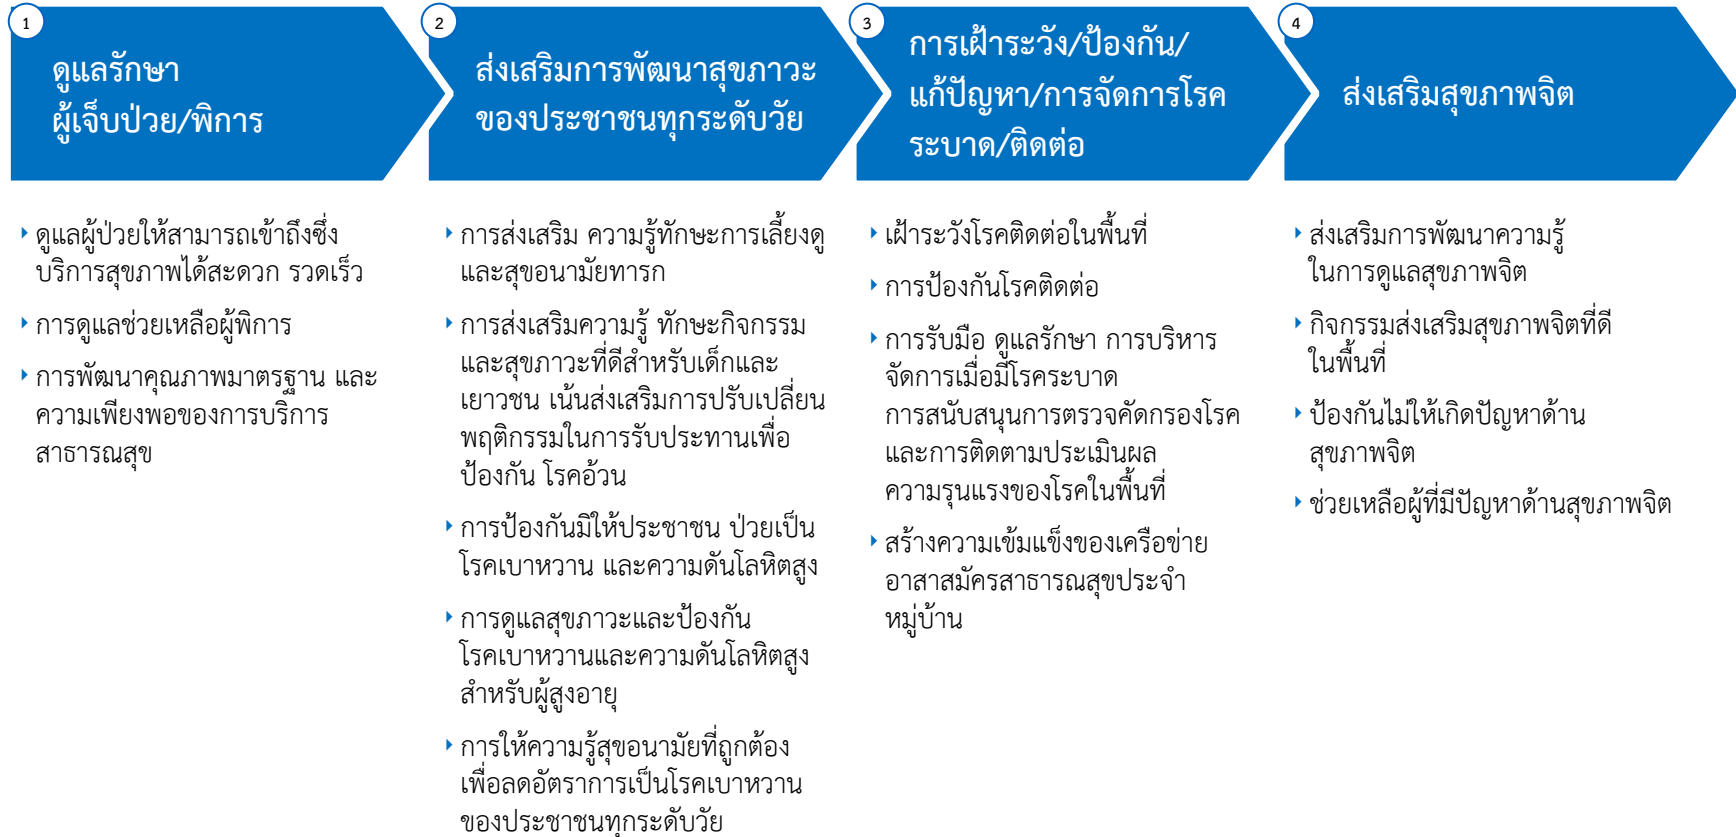 1
ดูแลรักษา
ผู้เจ็บป่วย/พิการ
ดูแลผู้ป่วยให้สามารถเข้าถึงซึ่ง
บริการสุขภาพได้สะดวก รวดเร็ว
การดูแลช่วยเหลือผู้พิการ
การพัฒนาคุณภาพมาตรฐาน และ
ความเพียงพอของการบริการ
สาธารณสุข
2
ส่งเสริมการพัฒนาสุขภาวะ
ของประชาชนทุกระดับวัย
การส่งเสริม ความรู้ทักษะการเลี้ยงดู
และสุขอนามัยทารก
การส่งเสริมความรู้ ทักษะกิจกรรม
และสุขภาวะที่ดีสำหรับเด็กและ
เยาวชน เน้นส่งเสริมการปรับเปลี่ยน
พฤติกรรมในการรับประทานเพื่อ
ป้องกัน โรคอ้วน
การป้องกันมิให้ประชาชน ป่วยเป็น
โรคเบาหวาน และความดันโลหิตสูง
การดูแลสุขภาวะและป้องกัน
โรคเบาหวานและความดันโลหิตสูง
สำหรับผู้สูงอายุ
การให้ความรู้สุขอนามัยที่ถูกต้อง
เพื่อลดอัตราการเป็นโรคเบาหวาน
ของประชาชนทุกระดับวัย
3
การเฝ้าระวัง/ป้องกัน/
แก้ปัญหา/การจัดการโรค
ระบาด/ติดต่อ
เฝ้าระวังโรคติดต่อในพื้นที่
การป้องกันโรคติดต่อ
การรับมือ ดูแลรักษา การบริหาร
จัดการเมื่อมีโรคระบาด
การสนับสนุนการตรวจคัดกรองโรค
และการติดตามประเมินผล
ความรุนแรงของโรคในพื้นที่
สร้างความเข้มแข็งของเครือข่าย
อาสาสมัครสาธารณสุขประจำ
หมู่บ้าน
4
ส่งเสริมสุขภาพจิต
ส่งเสริมการพัฒนาความรู้
ในการดูแลสุขภาพจิต
กิจกรรมส่งเสริมสุขภาพจิตที่ดี
ในพื้นที่
ป้องกันไม่ให้เกิดปัญหาด้าน
สุขภาพจิต
ช่วยเหลือผู้ที่มีปัญหาด้านสุขภาพจิต